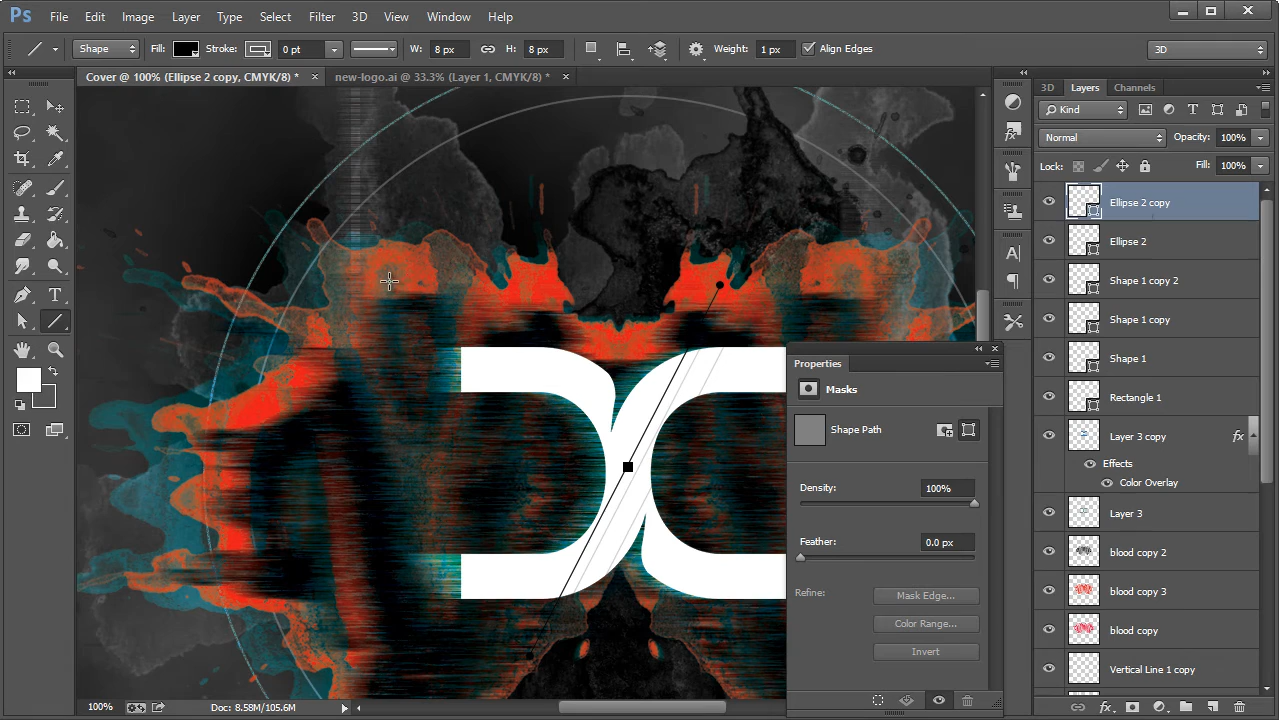 Ps File Edit Image Layer Type Select Filter 3D View Window Help
Shape Fill: Stroke: 0 pt W: 8 px H: 8 px Weight: 1 px Align Edges 3D
Cover @ 100% (Ellipse 2 copy, CMYK/8) * × new-logo.ai @ 33.3% (Layer 1, CMYK/8) * ×
3D Layers Channels
Kind
Normal Opacity: 100%
Lock: Fill: 100%
Ellipse 2 copy
Ellipse 2
Shape 1 copy 2
Shape 1 copy
Shape 1
Rectangle 1
Layer 3 copy fx
Effects
Color Overlay
Layer 3
blood copy 2
blood copy 3
blood copy
Vertical Line 1 copy
Properties
Masks
Shape Path
Density: 100%
Feather: 0.0 px
Refine: Mask Edge...
Color Range...
Invert
100% Doc: 8.58M/105.6M